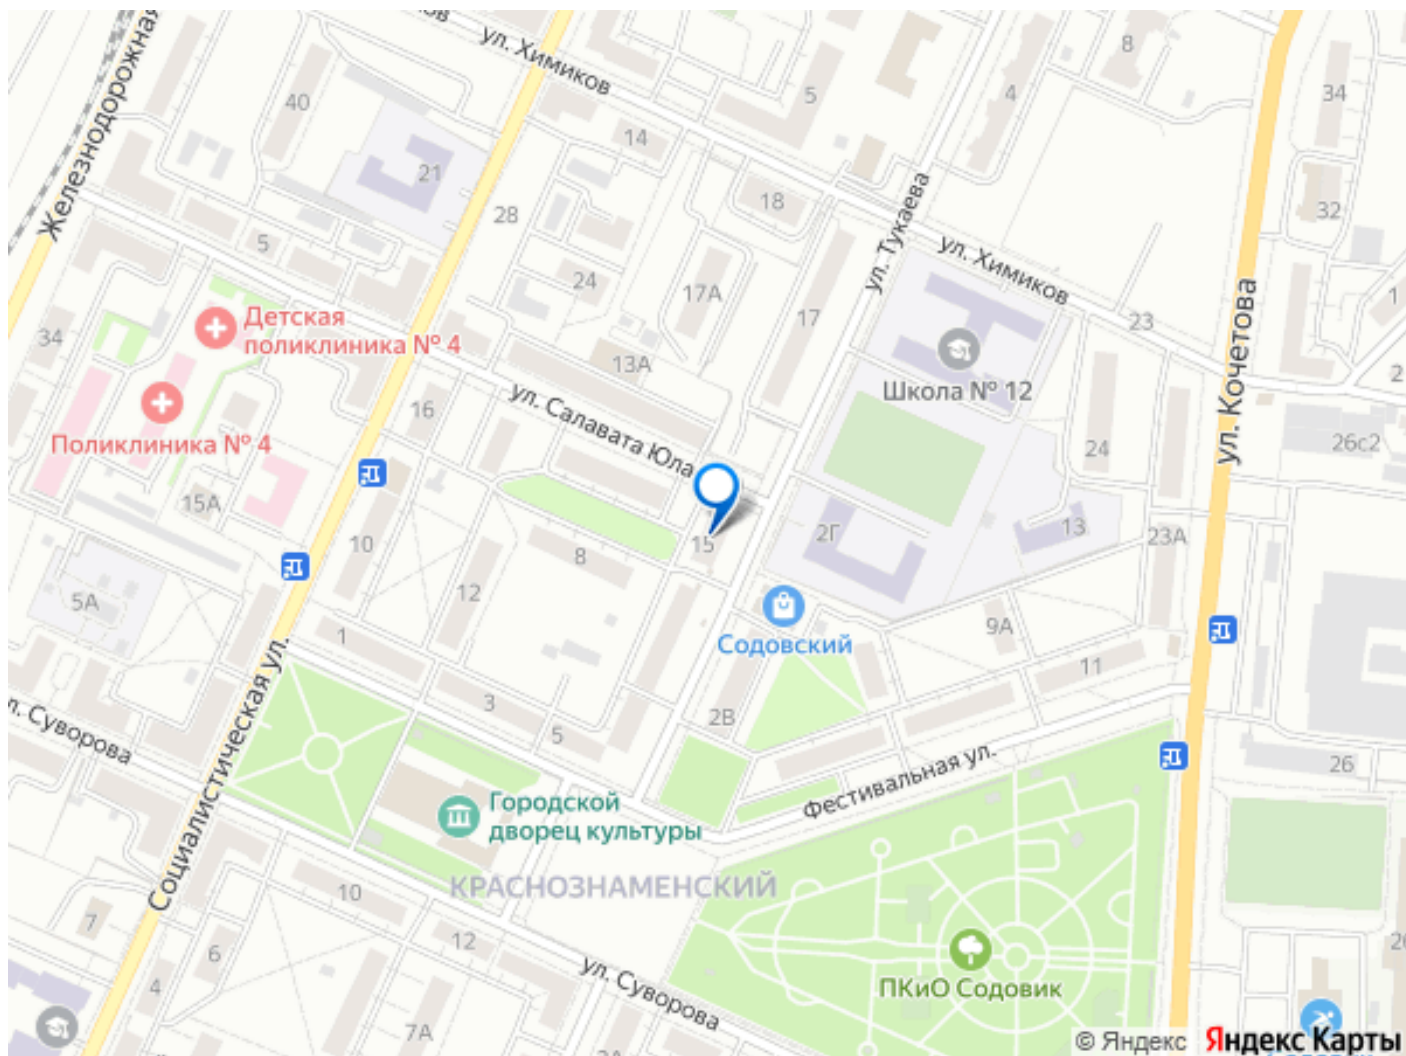 ов
ул. Химиков
8
Железнодорожная
40
5
4
34
14
21
ул. Тукаева
18
32
28
5
ул. Химиков
24
17А
17
1
23
Детская
поликлиника № 4
34
13А
ул. Кочетова
2
Школа № 12
16
ул. Салавата Юла
Поликлиника № 4
24
26с2
15А
2Г
13
23А
10
8
15
12
5А
9А
1
Содовский
11
3
2В
л. Суворова
5
26
Социалистическая ул.
Фестивальная ул.
Городской
дворец культуры
КРАСНОЗНАМЕНСКИЙ
10
7
12
6
ул. Суворова
ПКиО Содовик
4
7А
© Яндекс Яндекс Карты